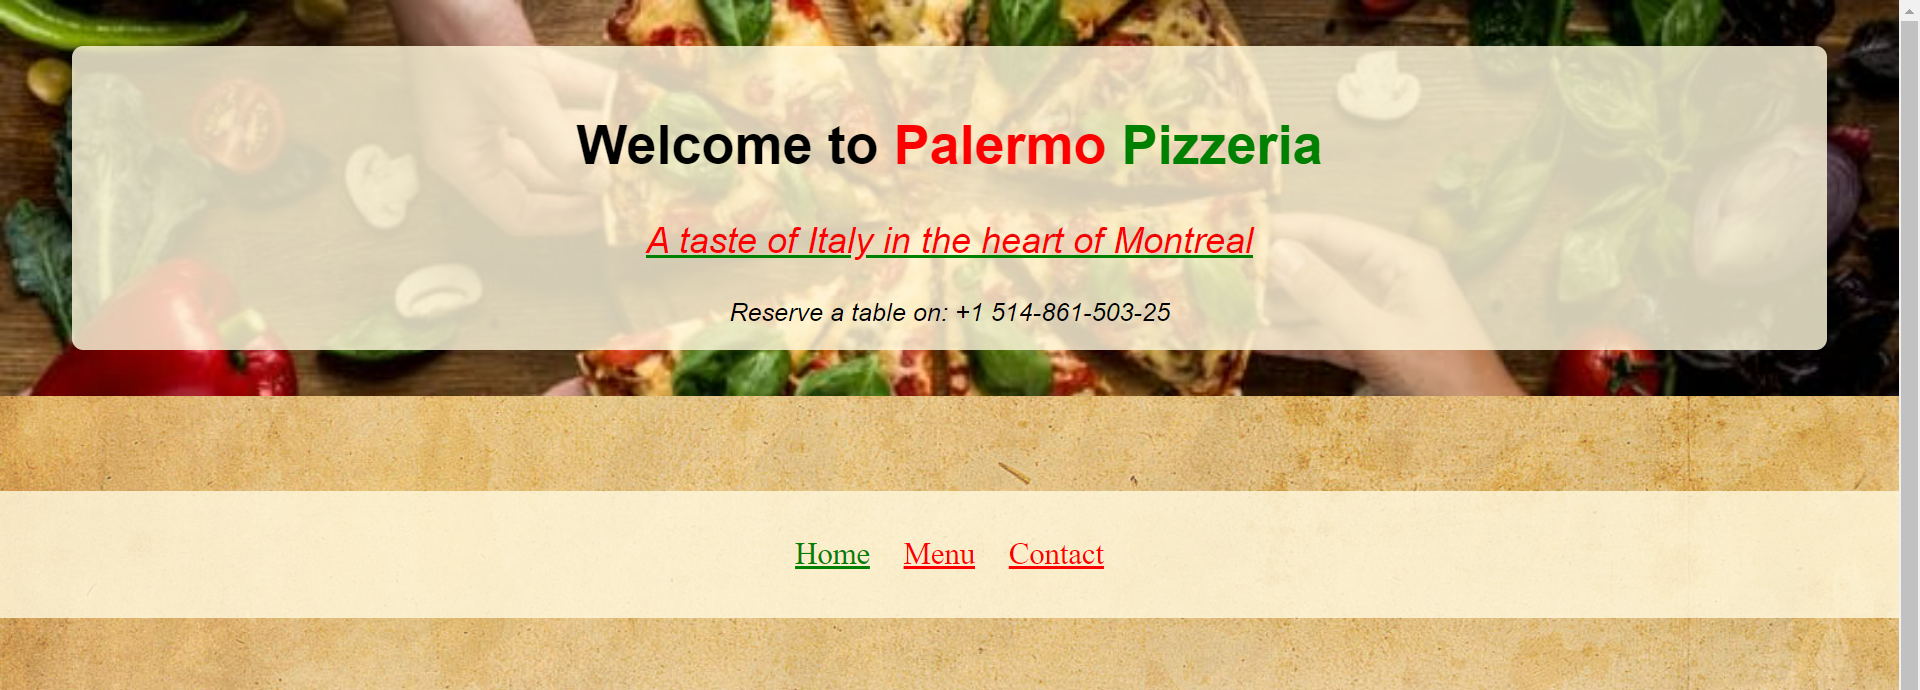 Welcome to Palermo Pizzeria
A taste of Italy in the heart of Montreal
Reserve a table on: +1 514-861-503-25
Home Menu Contact